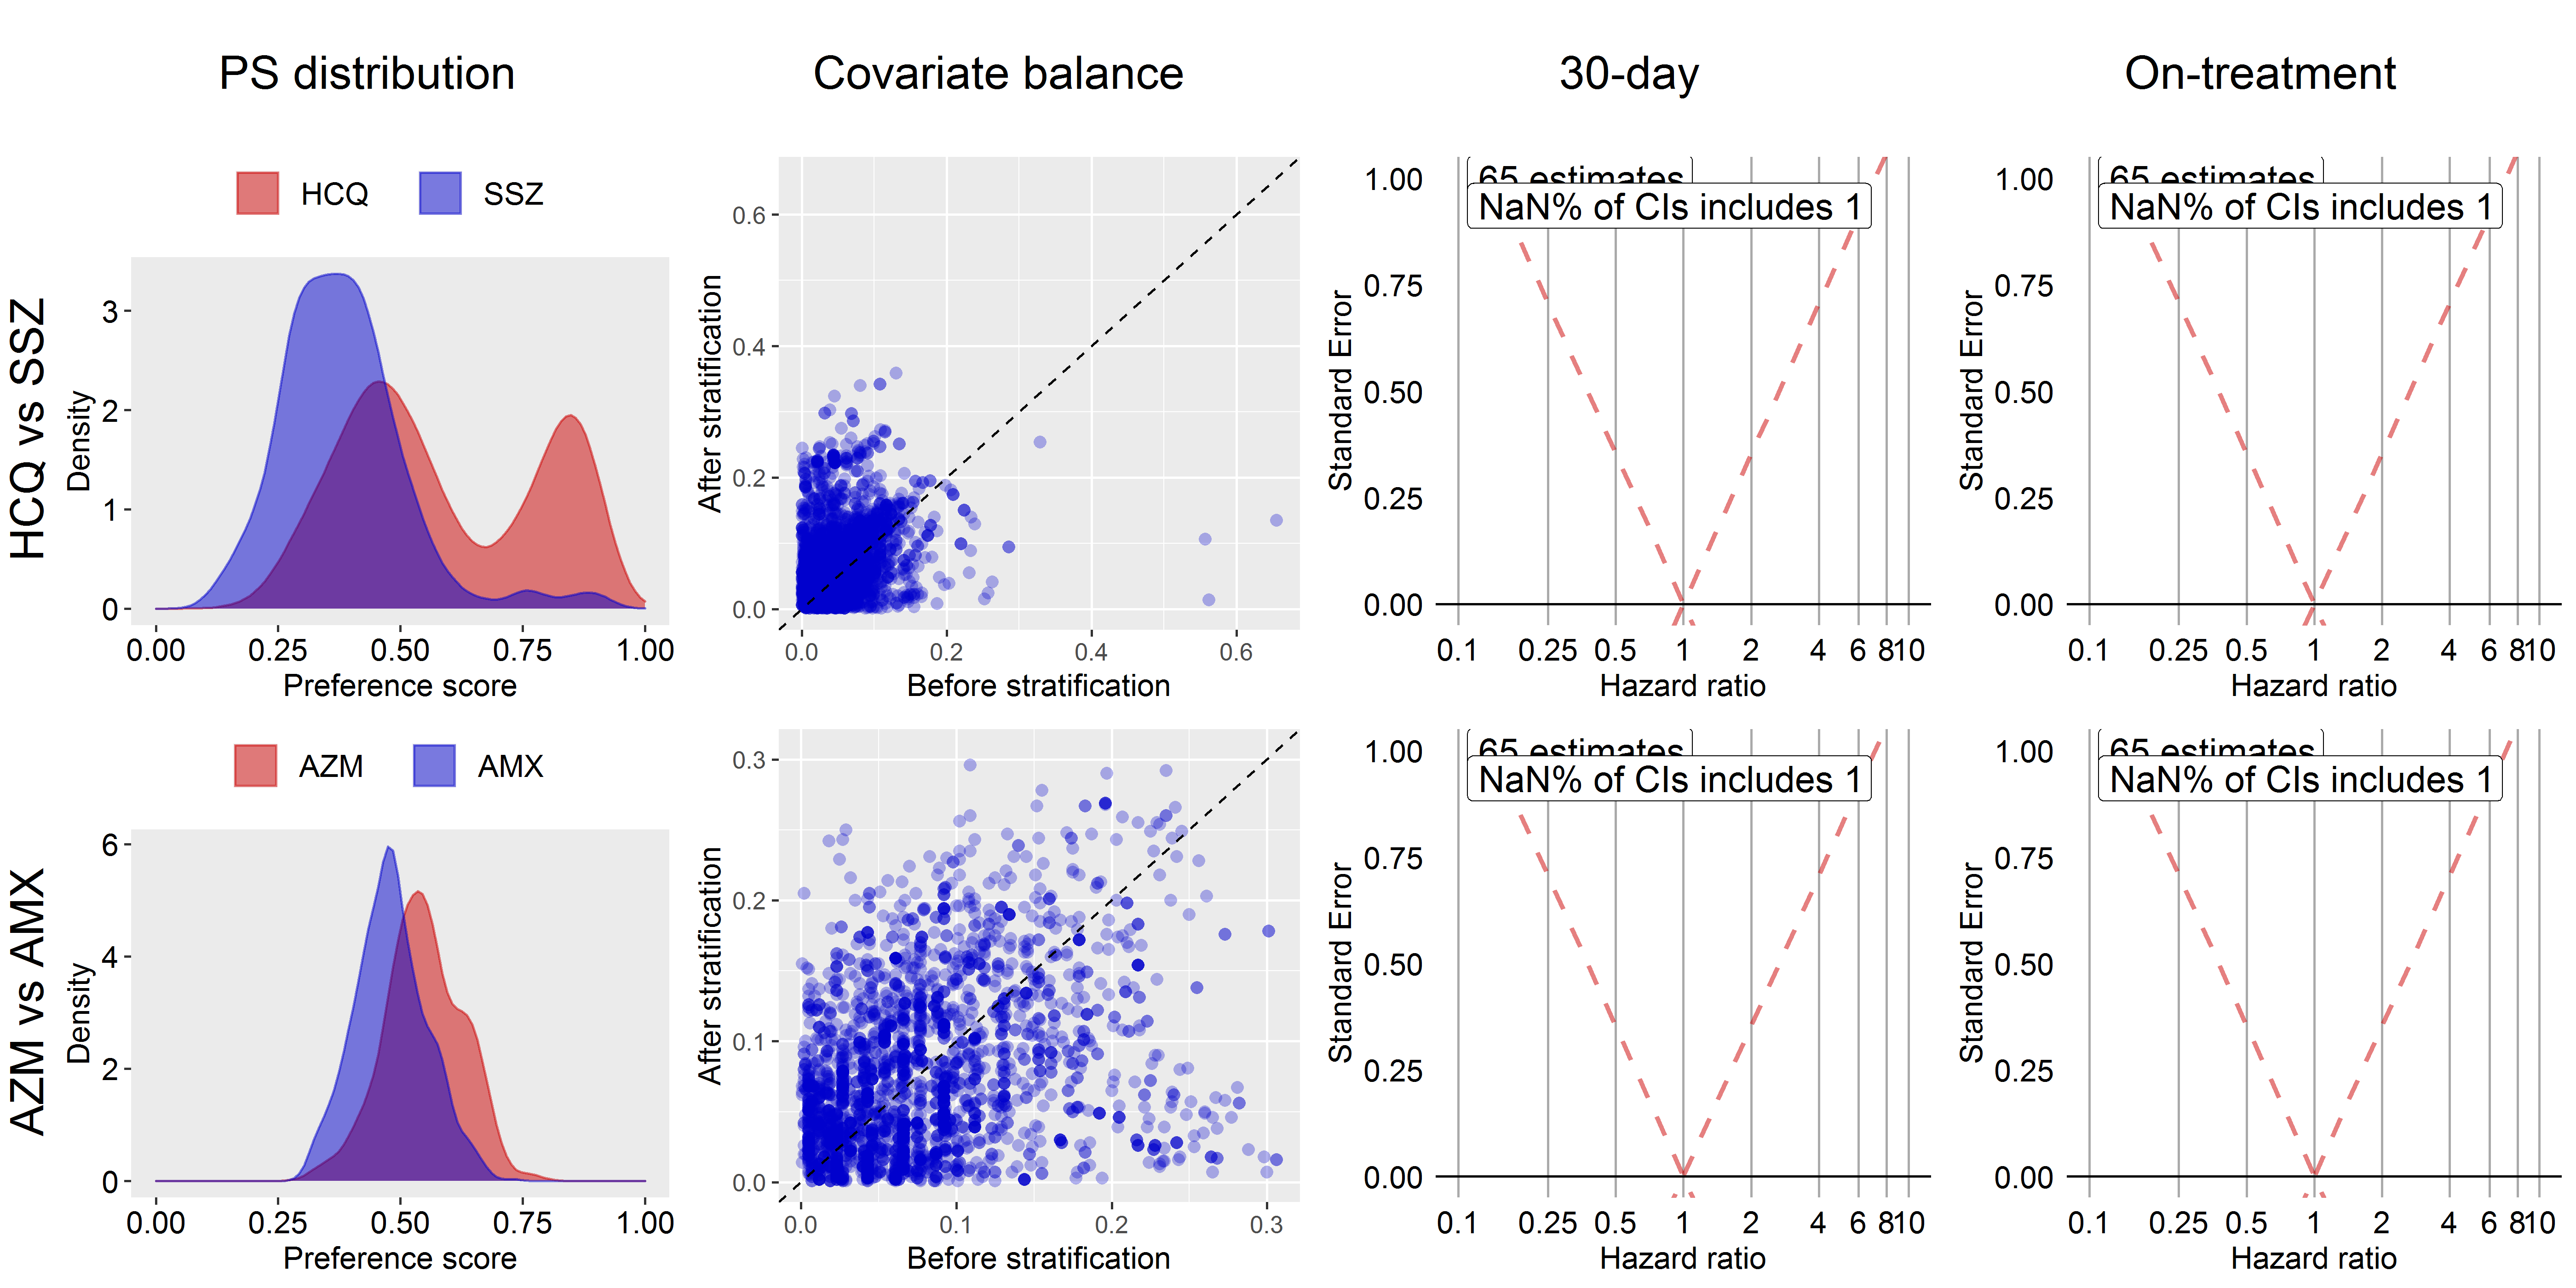 PS distribution
Covariate balance
30-day
On-treatment
HCQ vs SSZ
HCQ
SSZ
Density
3
2
1
0
0.00 0.25 0.50 0.75 1.00
Preference score
After stratification
0.6
0.4
0.2
0.0
0.0 0.2 0.4 0.6
Before stratification
Standard Error
1.00
0.75
0.50
0.25
0.00
65 estimates
NaN% of CIs includes 1
0.1 0.25 0.5 1 2 4 6 8 10
Hazard ratio
Standard Error
1.00
0.75
0.50
0.25
0.00
65 estimates
NaN% of CIs includes 1
0.1 0.25 0.5 1 2 4 6 8 10
Hazard ratio
AZM vs AMX
AZM
AMX
Density
6
4
2
0
0.00 0.25 0.50 0.75 1.00
Preference score
After stratification
0.3
0.2
0.1
0.0
0.0 0.1 0.2 0.3
Before stratification
Standard Error
1.00
0.75
0.50
0.25
0.00
65 estimates
NaN% of CIs includes 1
0.1 0.25 0.5 1 2 4 6 8 10
Hazard ratio
Standard Error
1.00
0.75
0.50
0.25
0.00
65 estimates
NaN% of CIs includes 1
0.1 0.25 0.5 1 2 4 6 8 10
Hazard ratio